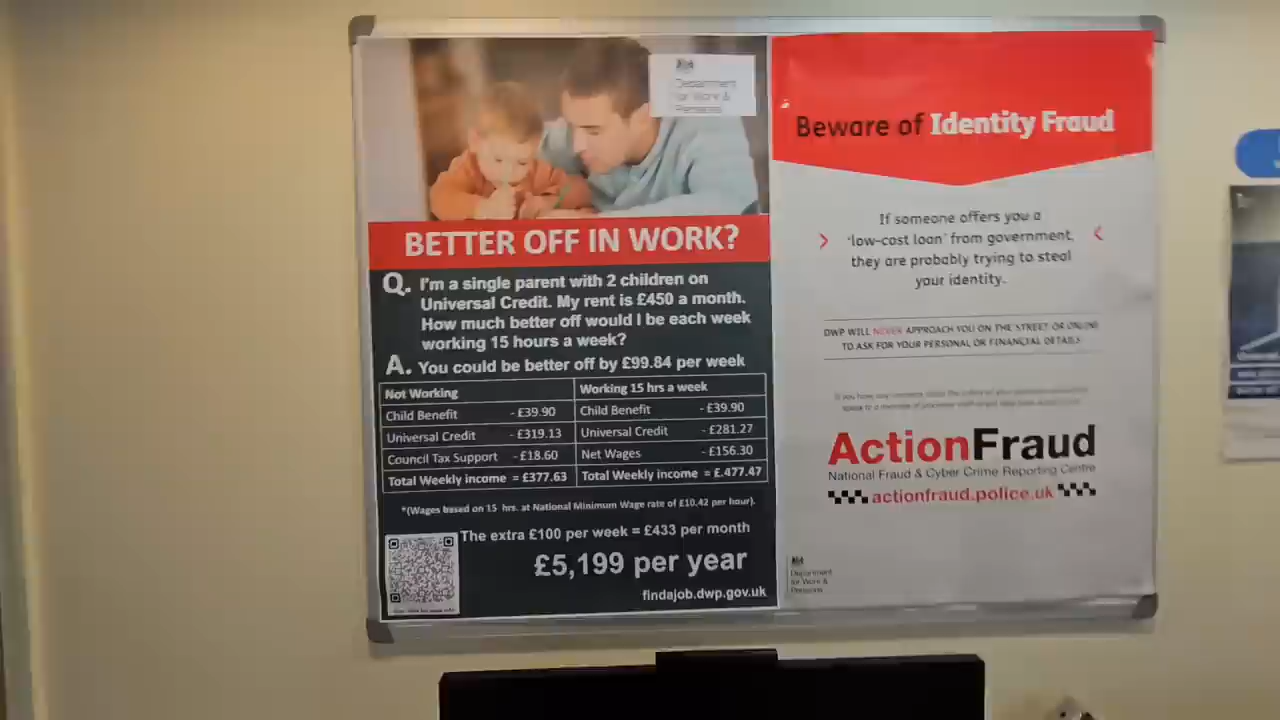 Department
for Work &
Pensions
BETTER OFF IN WORK?
Q. I'm a single parent with 2 children on
Universal Credit. My rent is £450 a month.
How much better off would I be each week
working 15 hours a week?
A. You could be better off by £99.84 per week
Not Working Working 15 hrs a week
Child Benefit - £39.90 Child Benefit - £39.90
Universal Credit - £319.13 Universal Credit - £281.27
Council Tax Support - £18.60 Net Wages - £156.30
Total Weekly income = £377.63 Total Weekly income = £.477.47
*(Wages based on 15 hrs. at National Minimum Wage rate of £10.42 per hour).
The extra £100 per week = £433 per month
£5,199 per year
findajob.dwp.gov.uk
Beware of Identity Fraud
If someone offers you a
'low-cost loan' from government,
they are probably trying to steal
your identity.
DWP WILL NEVER APPROACH YOU ON THE STREET OR ONLINE
TO ASK FOR YOUR PERSONAL OR FINANCIAL DETAILS
ActionFraud
National Fraud & Cyber Crime Reporting Centre
actionfraud.police.uk
Department
for Work &
Pensions